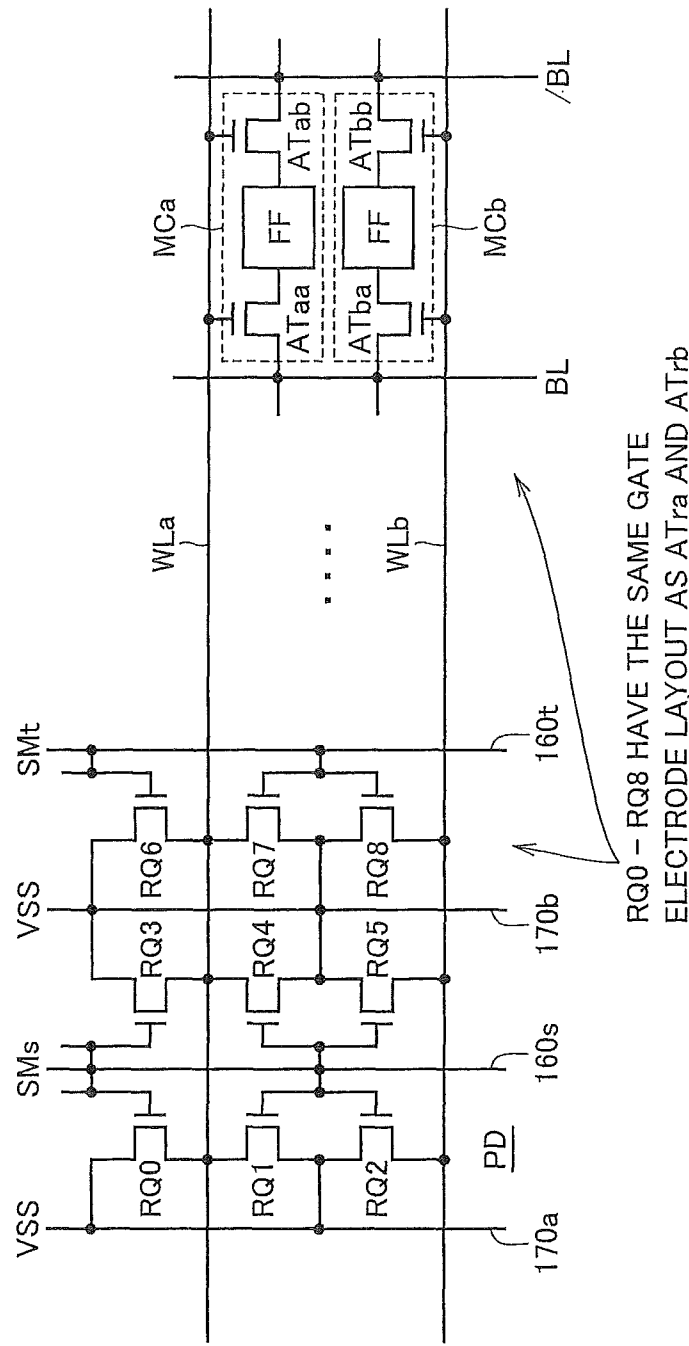 VSS
SMs
VSS
SMt
RQ0
RQ3
RQ6
WLa
MCa
ATaa
FF
ATab
RQ1
RQ4
RQ7
RQ2
RQ5
RQ8
ATba
FF
ATbb
WLb
MCb
PD
170a
160s
170b
160t
BL
/BL
RQ0 – RQ8 HAVE THE SAME GATE
ELECTRODE LAYOUT AS ATra AND ATrb